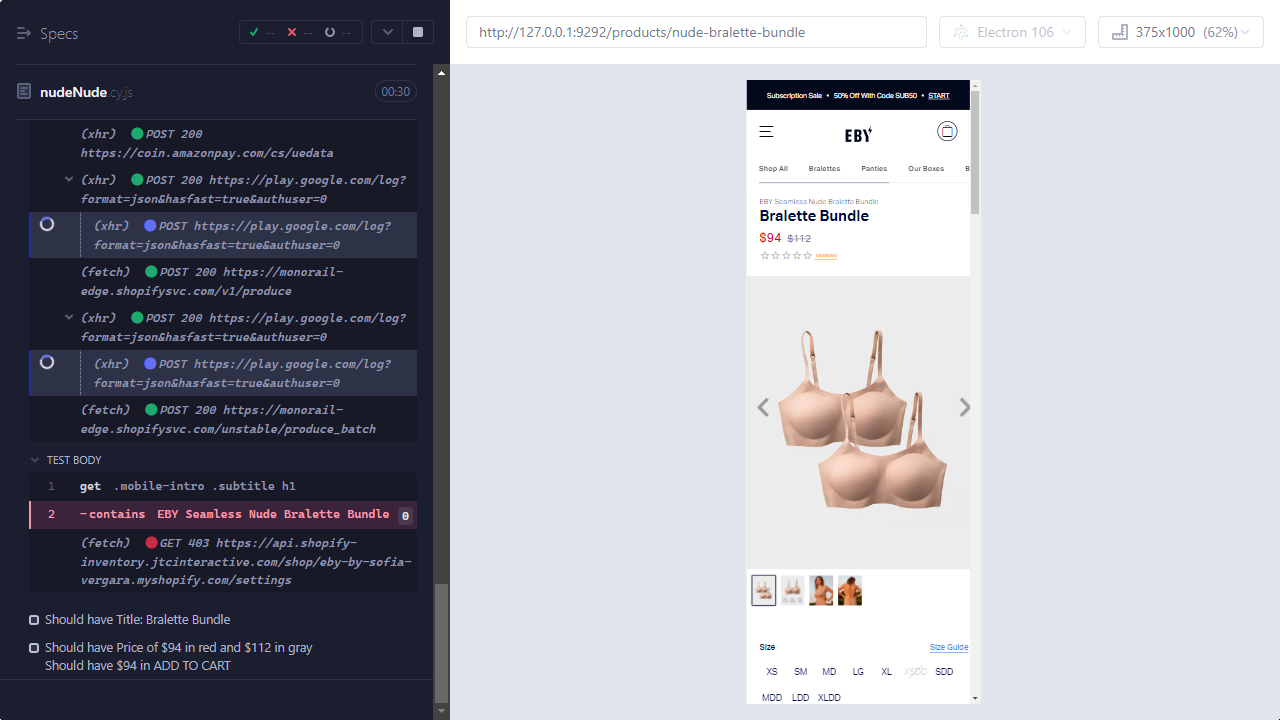 Specs
--
--
--
http://127.0.0.1:9292/products/nude-bralette-bundle
Electron 106
375x1000 (62%)
nudeNude.cy.js
00:30
(xhr) POST 200
https://coin.amazonpay.com/cs/uedata
(xhr) POST 200 https://play.google.com/log?
format=json&hasfast=true&authuser=0
(xhr) POST https://play.google.com/log?
format=json&hasfast=true&authuser=0
(fetch) POST 200 https://monorail-
edge.shopifysvc.com/v1/produce
(xhr) POST 200 https://play.google.com/log?
format=json&hasfast=true&authuser=0
(xhr) POST https://play.google.com/log?
format=json&hasfast=true&authuser=0
(fetch) POST 200 https://monorail-
edge.shopifysvc.com/unstable/produce_batch
TEST BODY
1 get .mobile-intro .subtitle h1
2 -contains EBY Seamless Nude Bralette Bundle 0
(fetch) GET 403 https://api.shopify-
inventory.jtcinteractive.com/shop/eby-by-sofia-
vergara.myshopify.com/settings
Should have Title: Bralette Bundle
Should have Price of $94 in red and $112 in gray
Should have $94 in ADD TO CART
Subscription Sale • 50% Off With Code SUB50 • START
EBY
Shop All Bralettes Panties Our Boxes B
EBY Seamless Nude Bralette Bundle
Bralette Bundle
$94 $112
reviews
Size Size Guide
XS SM MD LG XL XSDD SDD
MDD LDD XLDD